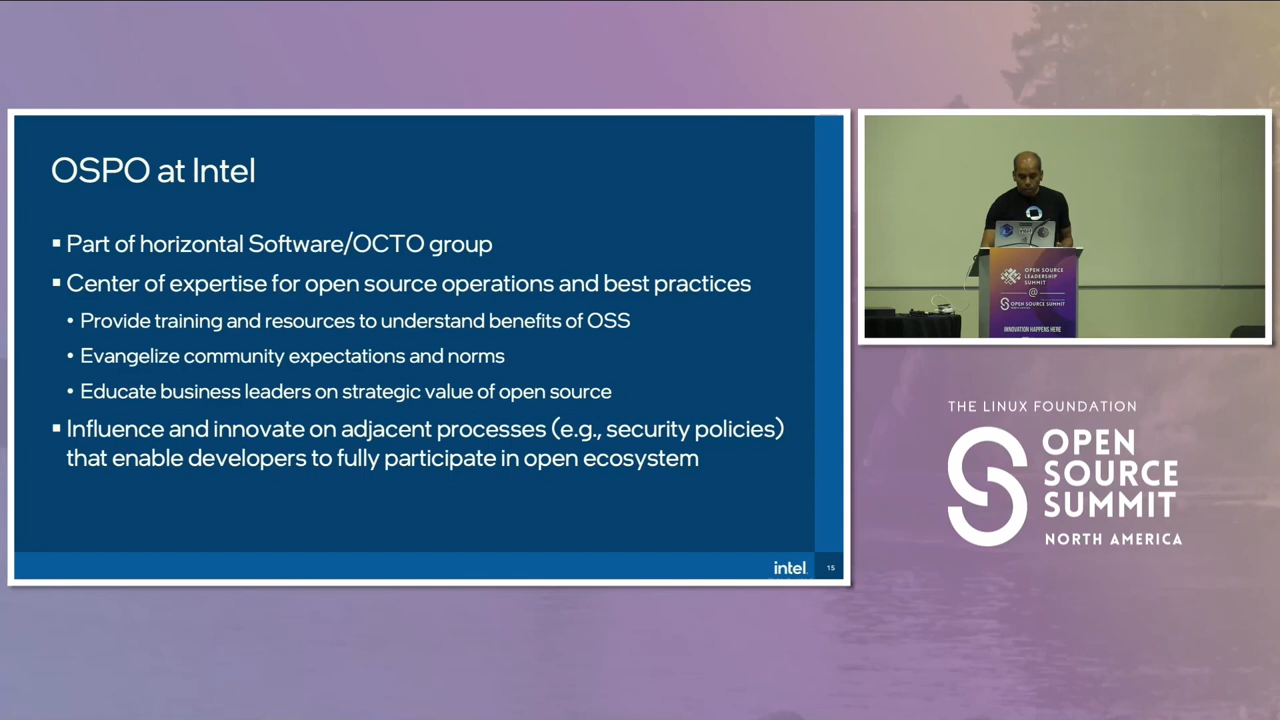 OSPO at Intel
▪ Part of horizontal Software/OCTO group
▪ Center of expertise for open source operations and best practices
• Provide training and resources to understand benefits of OSS
• Evangelize community expectations and norms
• Educate business leaders on strategic value of open source
▪ Influence and innovate on adjacent processes (e.g., security policies)
that enable developers to fully participate in open ecosystem
intel.
15
OPEN SOURCE
LEADERSHIP
SUMMIT
@
OPEN SOURCE SUMMIT
INNOVATION HAPPENS HERE
THE LINUX FOUNDATION
OPEN
SOURCE
SUMMIT
NORTH AMERICA